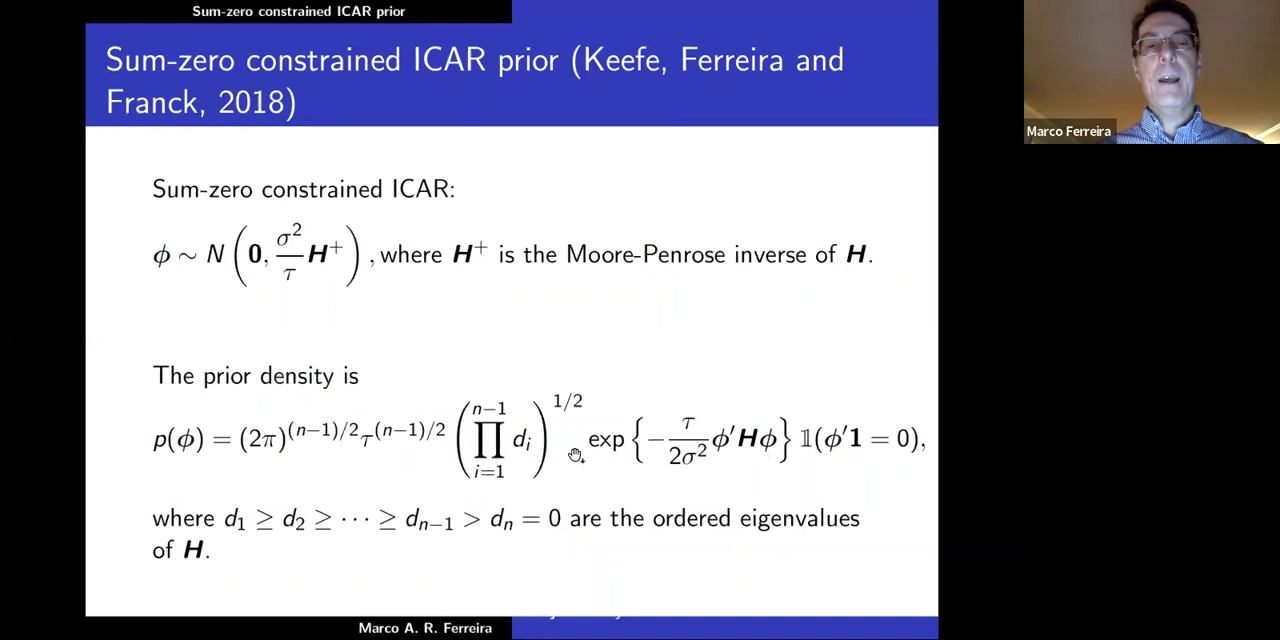 Sum-zero constrained ICAR prior
Sum-zero constrained ICAR prior (Keefe, Ferreira and
Franck, 2018)
Marco Ferreira
Sum-zero constrained ICAR:
ϕ ∼ N(0, σ²/τ H⁺), where H⁺ is the Moore-Penrose inverse of H.
The prior density is
p(ϕ) = (2π)^{(n−1)/2} τ^{(n−1)/2} (∏_{i=1}^{n−1} d_i)^{1/2} exp{−τ/(2σ²) ϕ′Hϕ} 𝟙(ϕ′1 = 0),
where d₁ ≥ d₂ ≥ ⋯ ≥ d_{n−1} > d_n = 0 are the ordered eigenvalues
of H.
Marco A. R. Ferreira